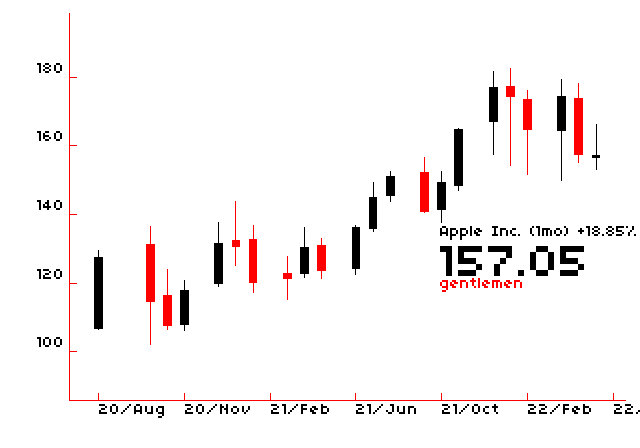 180
160
140
120
100
Apple Inc. (1mo) +18.85%
157.05
gentlemen
20/Aug 20/Nov 21/Feb 21/Jun 21/Oct 22/Feb 22/